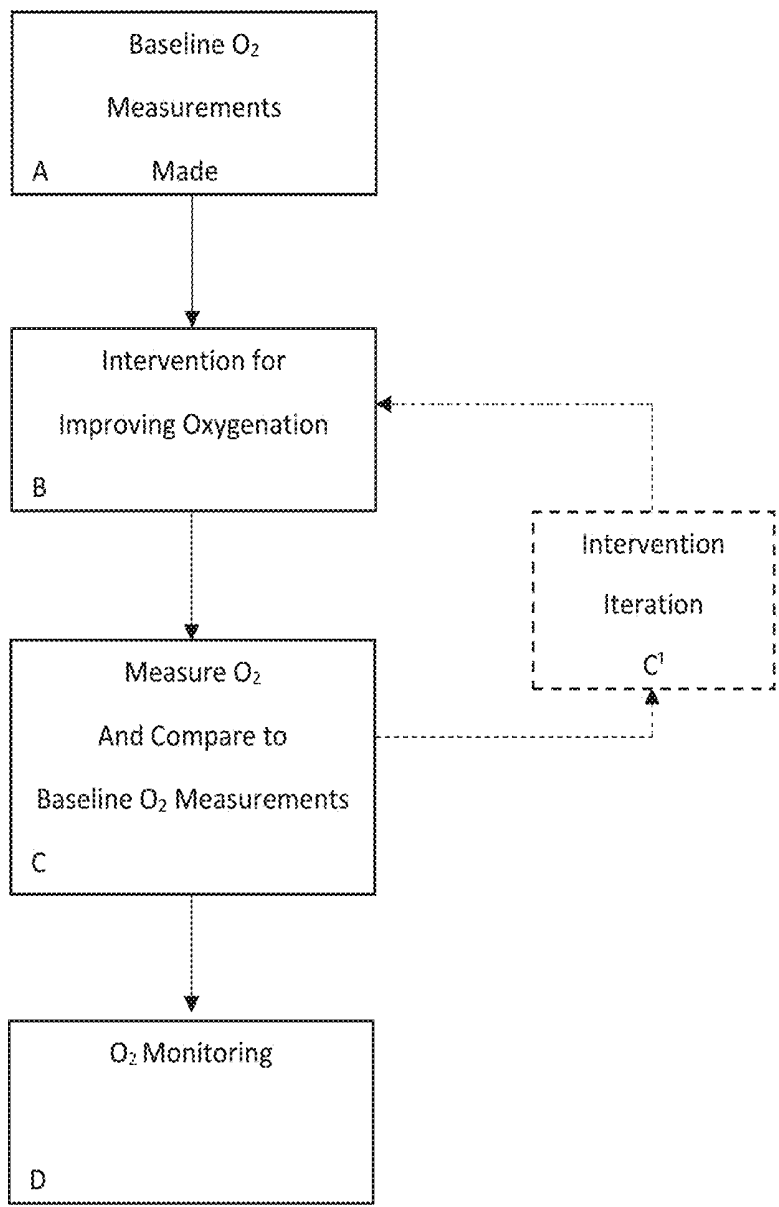 Baseline O₂
Measurements
A Made
Intervention for
Improving Oxygenation
B
Intervention
Iteration
C¹
Measure O₂
And Compare to
Baseline O₂ Measurements
C
O₂ Monitoring
D